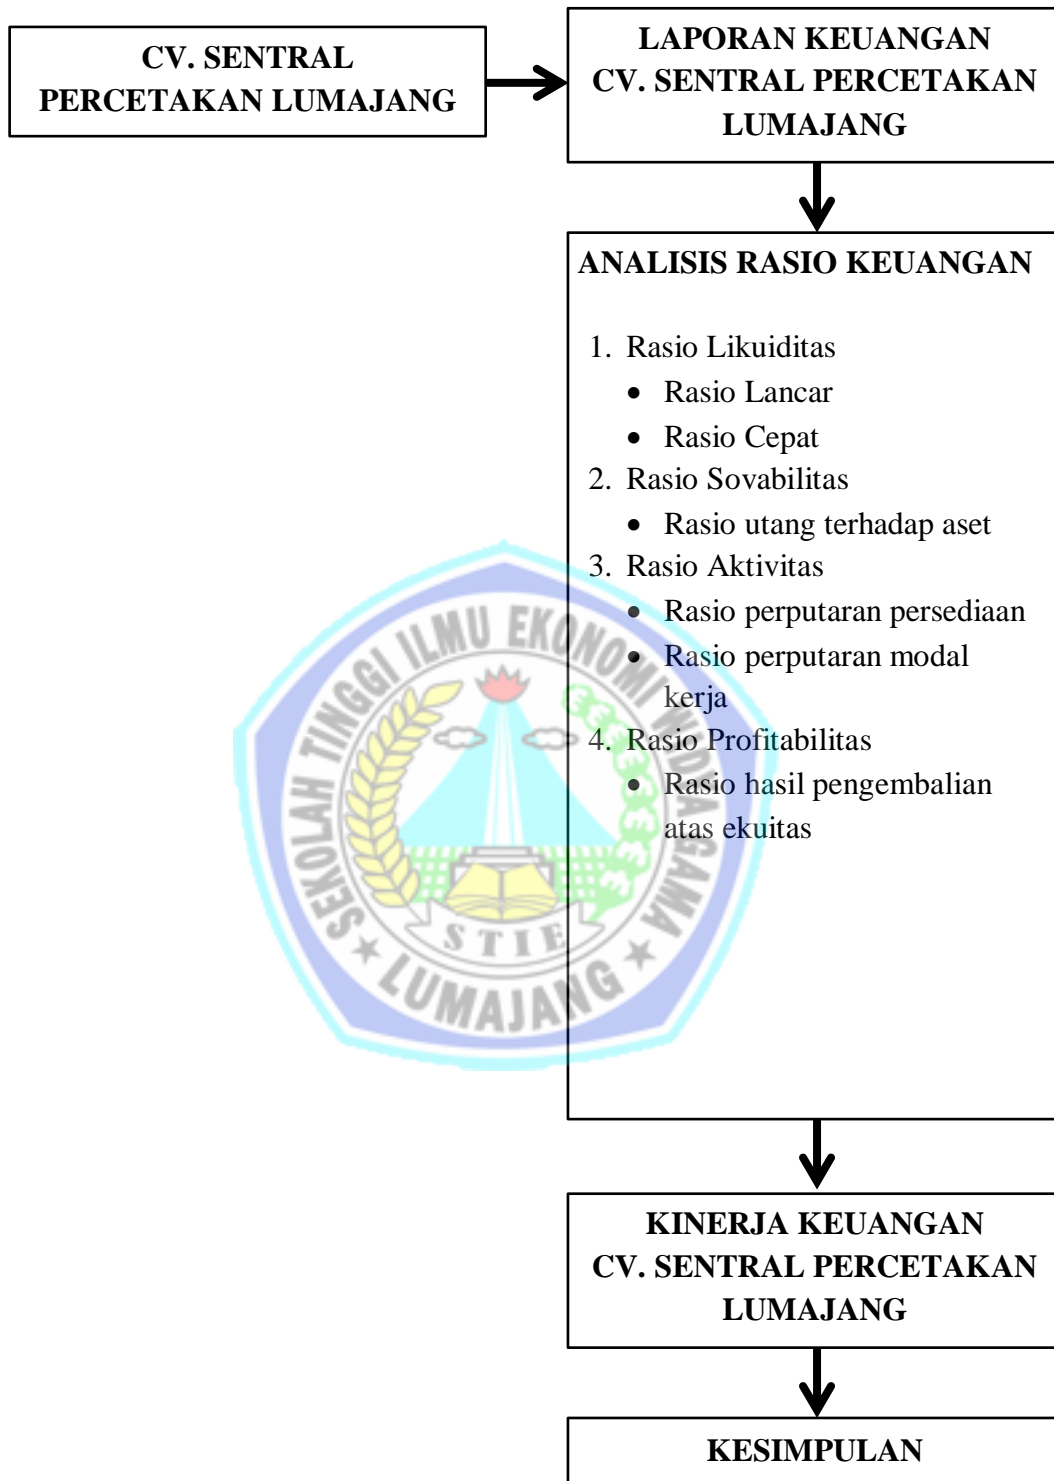 CV. SENTRAL
PERCETAKAN LUMAJANG
LAPORAN KEUANGAN
CV. SENTRAL PERCETAKAN
LUMAJANG
ANALISIS RASIO KEUANGAN
1. Rasio Likuiditas
• Rasio Lancar
• Rasio Cepat
2. Rasio Sovabilitas
• Rasio utang terhadap aset
3. Rasio Aktivitas
• Rasio perputaran persediaan
• Rasio perputaran modal
kerja
4. Rasio Profitabilitas
• Rasio hasil pengembalian
atas ekuitas
SEKOLAH TINGGI ILMU EKONOMI WIDYA GAMA
STIE
LUMAJANG
KINERJA KEUANGAN
CV. SENTRAL PERCETAKAN
LUMAJANG
KESIMPULAN